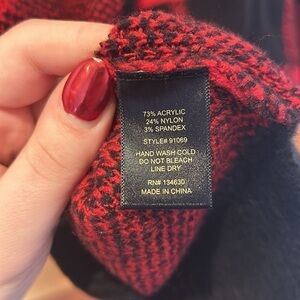 73% ACRYLIC
24% NYLON
3% SPANDEX
STYLE# 91069
HAND WASH COLD
DO NOT BLEACH
LINE DRY
RN# 134630
MADE IN CHINA